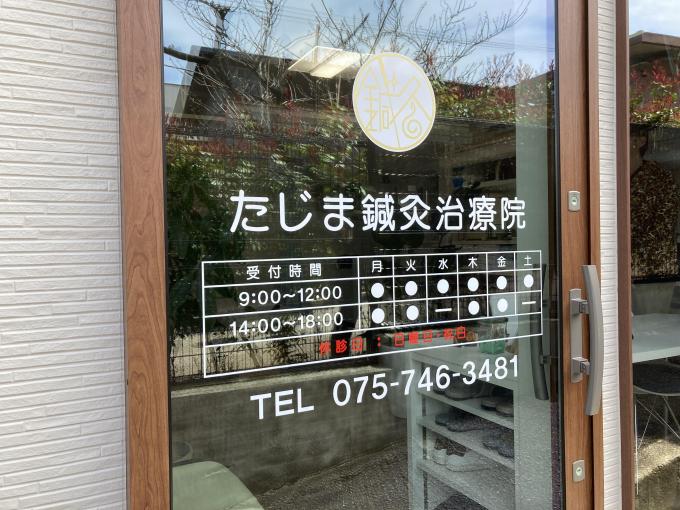 鍼灸
たじま鍼灸治療院
受付時間 月 火 水 木 金 土
9:00～12:00 ● ● ● ● ● ●
14:00～18:00 ● ● － ● ● －
休診日：日曜日・祝日
TEL 075-746-3481